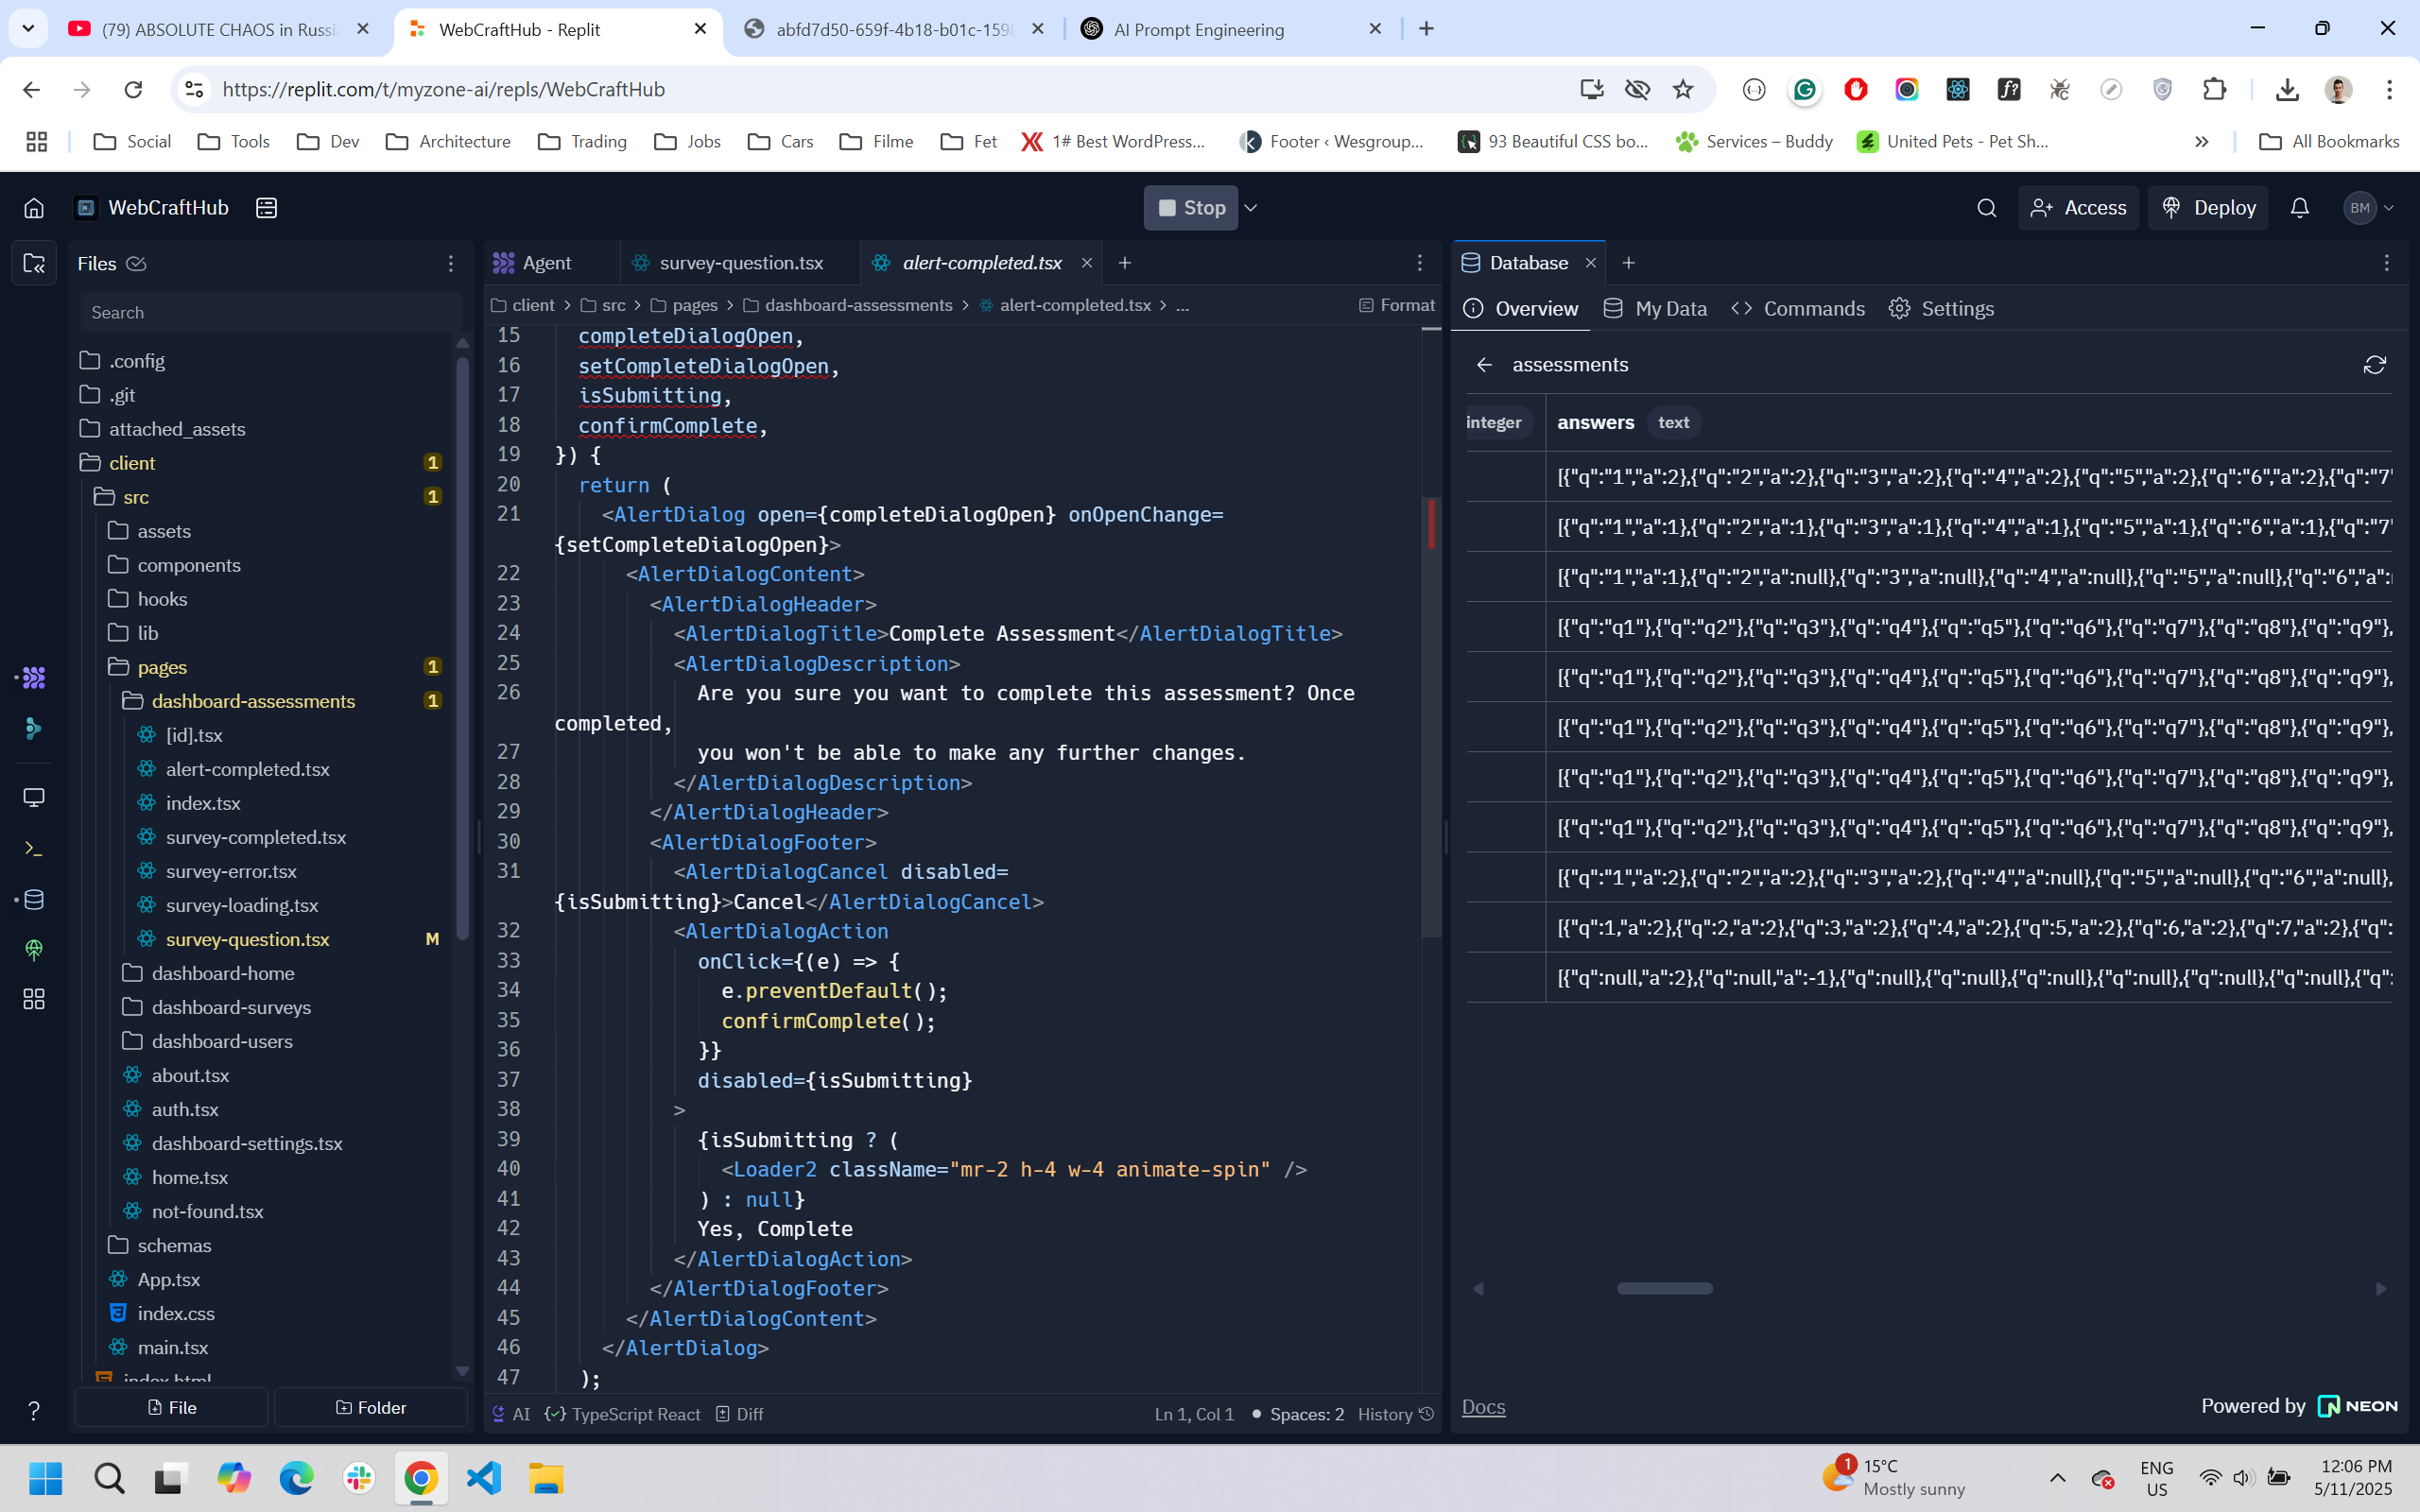 (79) ABSOLUTE CHAOS in Russia
WebCraftHub - Replit
abfd7d50-659f-4b18-b01c-1598
AI Prompt Engineering
https://replit.com/t/myzone-ai/repls/WebCraftHub
Social
Tools
Dev
Architecture
Trading
Jobs
Cars
Filme
Fet
1# Best WordPress...
Footer ‹ Wesgroup...
93 Beautiful CSS bo...
Services – Buddy
United Pets - Pet Sh...
All Bookmarks
WebCraftHub
Stop
Access
Deploy
BM
Files
Search
.config
.git
attached_assets
client 1
src 1
assets
components
hooks
lib
pages 1
dashboard-assessments 1
[id].tsx
alert-completed.tsx
index.tsx
survey-completed.tsx
survey-error.tsx
survey-loading.tsx
survey-question.tsx M
dashboard-home
dashboard-surveys
dashboard-users
about.tsx
auth.tsx
dashboard-settings.tsx
home.tsx
not-found.tsx
schemas
App.tsx
index.css
main.tsx
index.html
File
Folder
Agent
survey-question.tsx
alert-completed.tsx
client > src > pages > dashboard-assessments > alert-completed.tsx > ...
Format
15 completeDialogOpen,
16 setCompleteDialogOpen,
17 isSubmitting,
18 confirmComplete,
19 }) {
20 return (
21 <AlertDialog open={completeDialogOpen} onOpenChange=
{setCompleteDialogOpen}>
22 <AlertDialogContent>
23 <AlertDialogHeader>
24 <AlertDialogTitle>Complete Assessment</AlertDialogTitle>
25 <AlertDialogDescription>
26 Are you sure you want to complete this assessment? Once
completed,
27 you won't be able to make any further changes.
28 </AlertDialogDescription>
29 </AlertDialogHeader>
30 <AlertDialogFooter>
31 <AlertDialogCancel disabled=
{isSubmitting}>Cancel</AlertDialogCancel>
32 <AlertDialogAction
33 onClick={(e) => {
34 e.preventDefault();
35 confirmComplete();
36 }}
37 disabled={isSubmitting}
38 >
39 {isSubmitting ? (
40 <Loader2 className="mr-2 h-4 w-4 animate-spin" />
41 ) : null}
42 Yes, Complete
43 </AlertDialogAction>
44 </AlertDialogFooter>
45 </AlertDialogContent>
46 </AlertDialog>
47 );
AI
TypeScript React
Diff
Ln 1, Col 1
Spaces: 2
History
Database
Overview
My Data
Commands
Settings
assessments
integer
answers text
[{"q":"1","a":2},{"q":"2","a":2},{"q":"3","a":2},{"q":"4","a":2},{"q":"5","a":2},{"q":"6","a":2},{"q":"7"
[{"q":"1","a":1},{"q":"2","a":1},{"q":"3","a":1},{"q":"4","a":1},{"q":"5","a":1},{"q":"6","a":1},{"q":"7"
[{"q":"1","a":1},{"q":"2","a":null},{"q":"3","a":null},{"q":"4","a":null},{"q":"5","a":null},{"q":"6","a":
[{"q":"q1"},{"q":"q2"},{"q":"q3"},{"q":"q4"},{"q":"q5"},{"q":"q6"},{"q":"q7"},{"q":"q8"},{"q":"q9"},
[{"q":"q1"},{"q":"q2"},{"q":"q3"},{"q":"q4"},{"q":"q5"},{"q":"q6"},{"q":"q7"},{"q":"q8"},{"q":"q9"},
[{"q":"q1"},{"q":"q2"},{"q":"q3"},{"q":"q4"},{"q":"q5"},{"q":"q6"},{"q":"q7"},{"q":"q8"},{"q":"q9"},
[{"q":"q1"},{"q":"q2"},{"q":"q3"},{"q":"q4"},{"q":"q5"},{"q":"q6"},{"q":"q7"},{"q":"q8"},{"q":"q9"},
[{"q":"q1"},{"q":"q2"},{"q":"q3"},{"q":"q4"},{"q":"q5"},{"q":"q6"},{"q":"q7"},{"q":"q8"},{"q":"q9"},
[{"q":"1","a":2},{"q":"2","a":2},{"q":"3","a":2},{"q":"4","a":null},{"q":"5","a":null},{"q":"6","a":null},
[{"q":1,"a":2},{"q":2,"a":2},{"q":3,"a":2},{"q":4,"a":2},{"q":5,"a":2},{"q":6,"a":2},{"q":7,"a":2},{"q":
[{"q":null,"a":2},{"q":null,"a":-1},{"q":null},{"q":null},{"q":null},{"q":null},{"q":null},{"q":null},{"q":
Docs
Powered by NEON
1
15°C
Mostly sunny
ENG
US
12:06 PM
5/11/2025